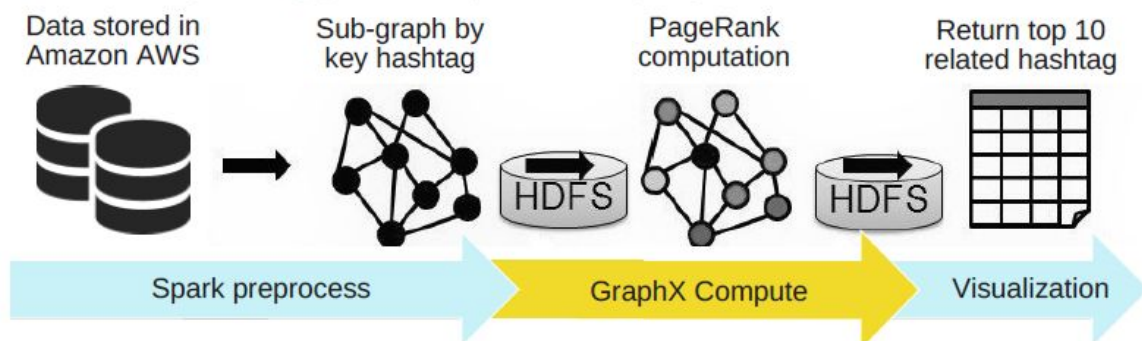 Data stored in
Amazon AWS
Sub-graph by
key hashtag
PageRank
computation
Return top 10
related hashtag
HDFS
HDFS
Spark preprocess
GraphX Compute
Visualization